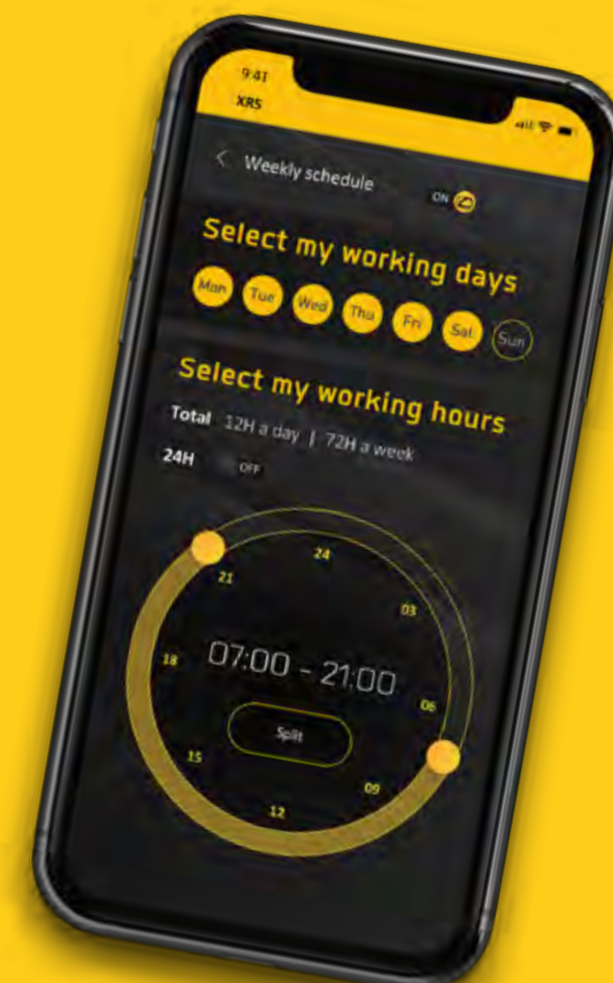 9:41
XRS
Weekly schedule ON
Select my working days
Mon Tue Wed Thu Fri Sat Sun
Select my working hours
Total 12H a day | 72H a week
24H OFF
24
21
03
18
07:00 - 21:00
06
Split
15
09
12